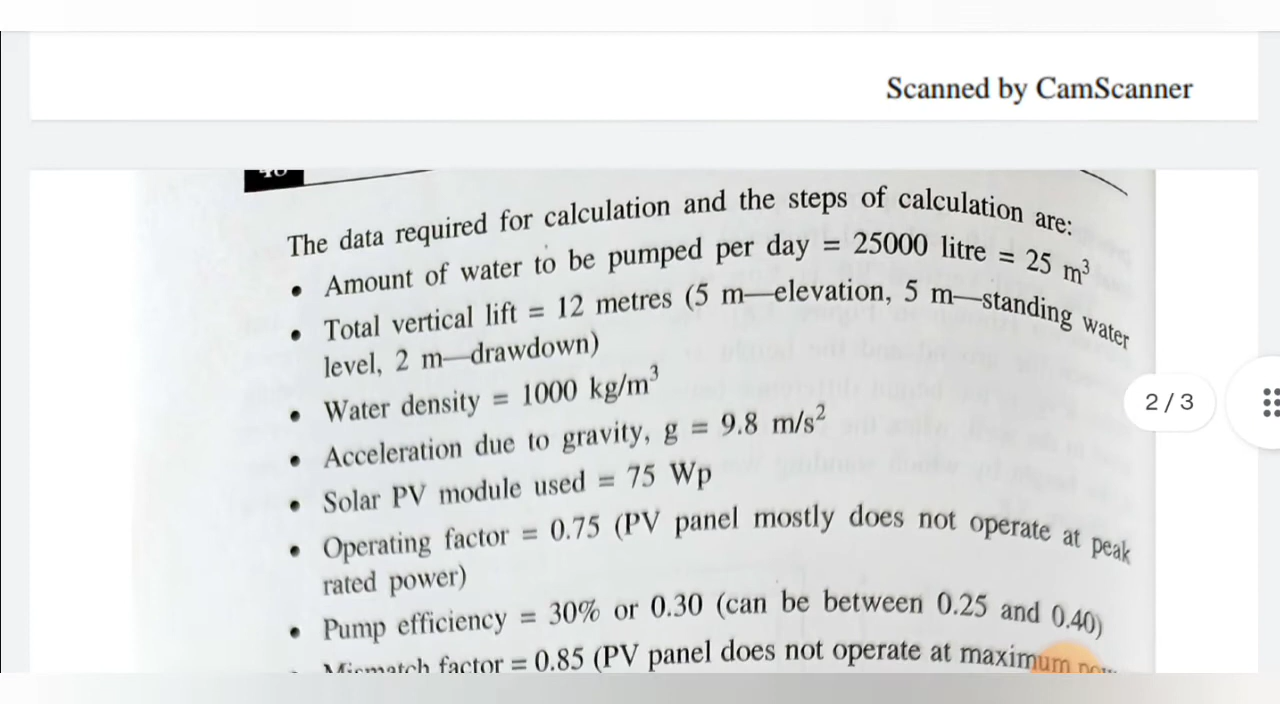 Scanned by CamScanner
The data required for calculation and the steps of calculation are:
• Amount of water to be pumped per day = 25000 litre = 25 m³
• Total vertical lift = 12 metres (5 m—elevation, 5 m—standing water
level, 2 m—drawdown)
• Water density = 1000 kg/m³
• Acceleration due to gravity, g = 9.8 m/s²
• Solar PV module used = 75 Wp
• Operating factor = 0.75 (PV panel mostly does not operate at peak
rated power)
• Pump efficiency = 30% or 0.30 (can be between 0.25 and 0.40)
• Mismatch factor = 0.85 (PV panel does not operate at maximum
2 / 3